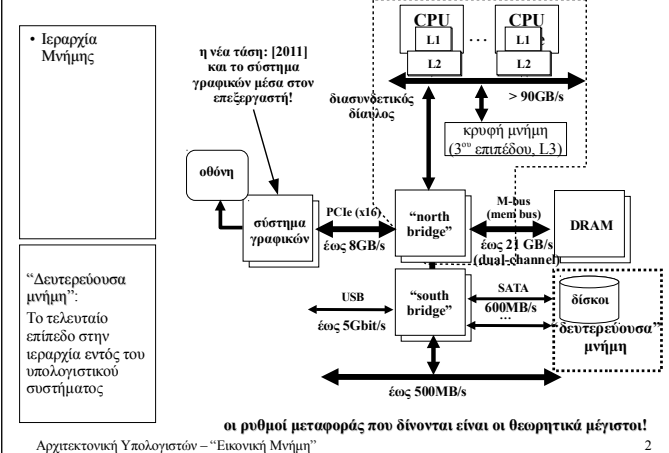 • Ιεραρχία
Μνήμης
“Δευτερεύουσα
μνήμη”:
Το τελευταίο
επίπεδο στην
ιεραρχία εντός του
υπολογιστικού
συστήματος
η νέα τάση: [2011]
και το σύστημα
γραφικών μέσα στον
επεξεργαστή!
CPU
L1
L2
...
CPU
L1
L2
> 90GB/s
διασυνδετικός
δίαυλος
κρυφή μνήμη
(3ου επιπέδου, L3)
οθόνη
σύστημα
γραφικών
PCIe (x16)
έως 8GB/s
“north
bridge”
M-bus
(mem bus)
έως 21 GB/s
(dual-channel)
DRAM
USB
έως 5Gbit/s
“south
bridge”
SATA
600MB/s
...
δίσκοι
“δευτερεύουσα”
μνήμη
έως 500MB/s
οι ρυθμοί μεταφοράς που δίνονται είναι οι θεωρητικά μέγιστοι!
Αρχιτεκτονική Υπολογιστών – “Εικονική Μνήμη”
2